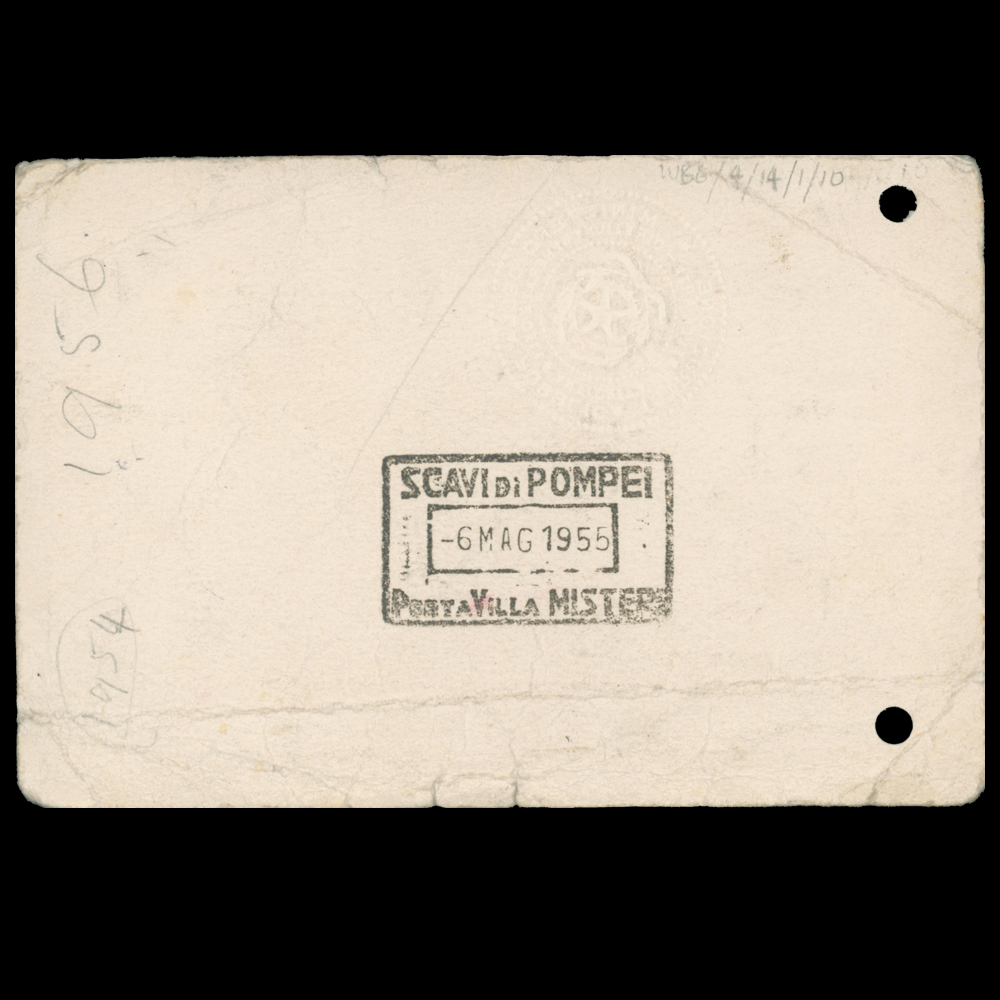 WBG/4/14/1/10
SCAVI Di POMPEI
-6 MAG 1955
PORTA VILLA MISTERI
1956
1954